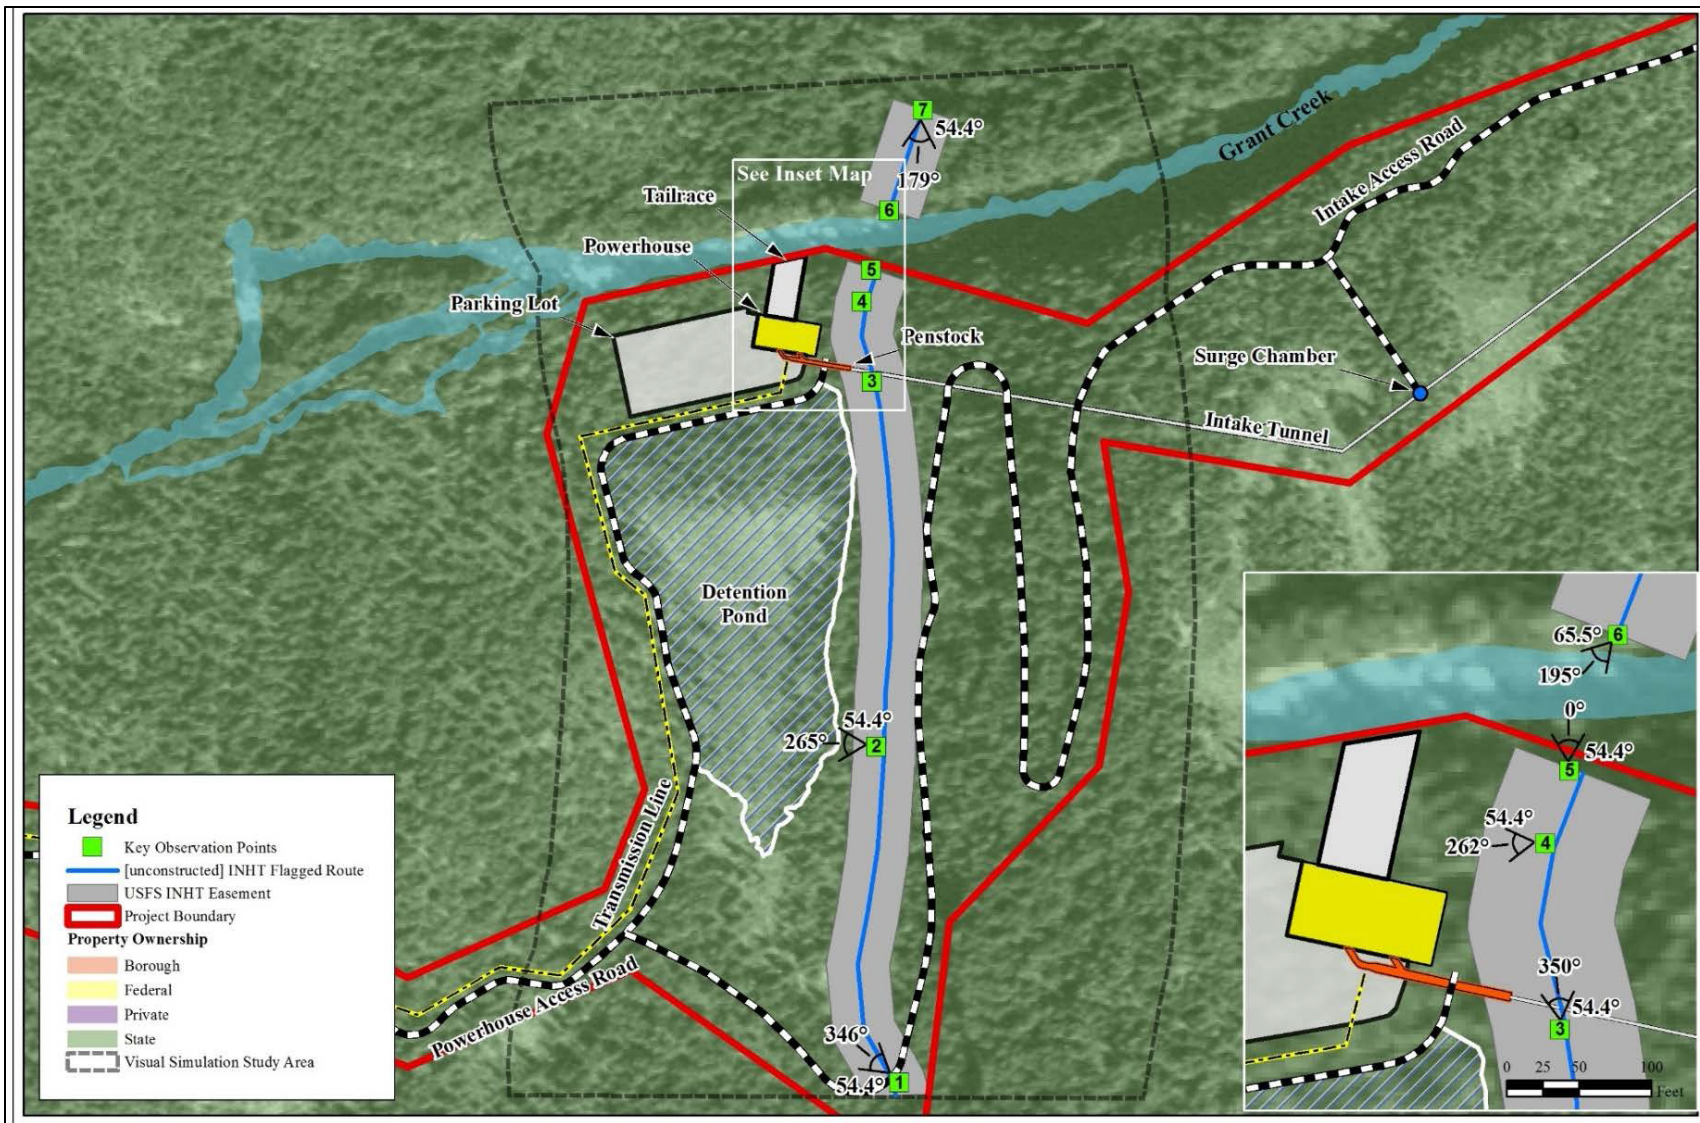 7
54.4°
See Inset Map
179°
Grant Creek
Intake Access Road
Tailrace
6
Powerhouse
5
Parking Lot
4
Penstock
3
Surge Chamber
Intake Tunnel
Detention
Pond
54.4°
265°
2
Transmission Line
Powerhouse Access Road
346°
54.4°
1
Legend
Key Observation Points
[unconstructed] INHT Flagged Route
USFS INHT Easement
Project Boundary
Property Ownership
Borough
Federal
Private
State
Visual Simulation Study Area
65.5°
6
195°
0°
54.4°
5
54.4°
262°
4
350°
54.4°
3
0 25 50 100
Feet